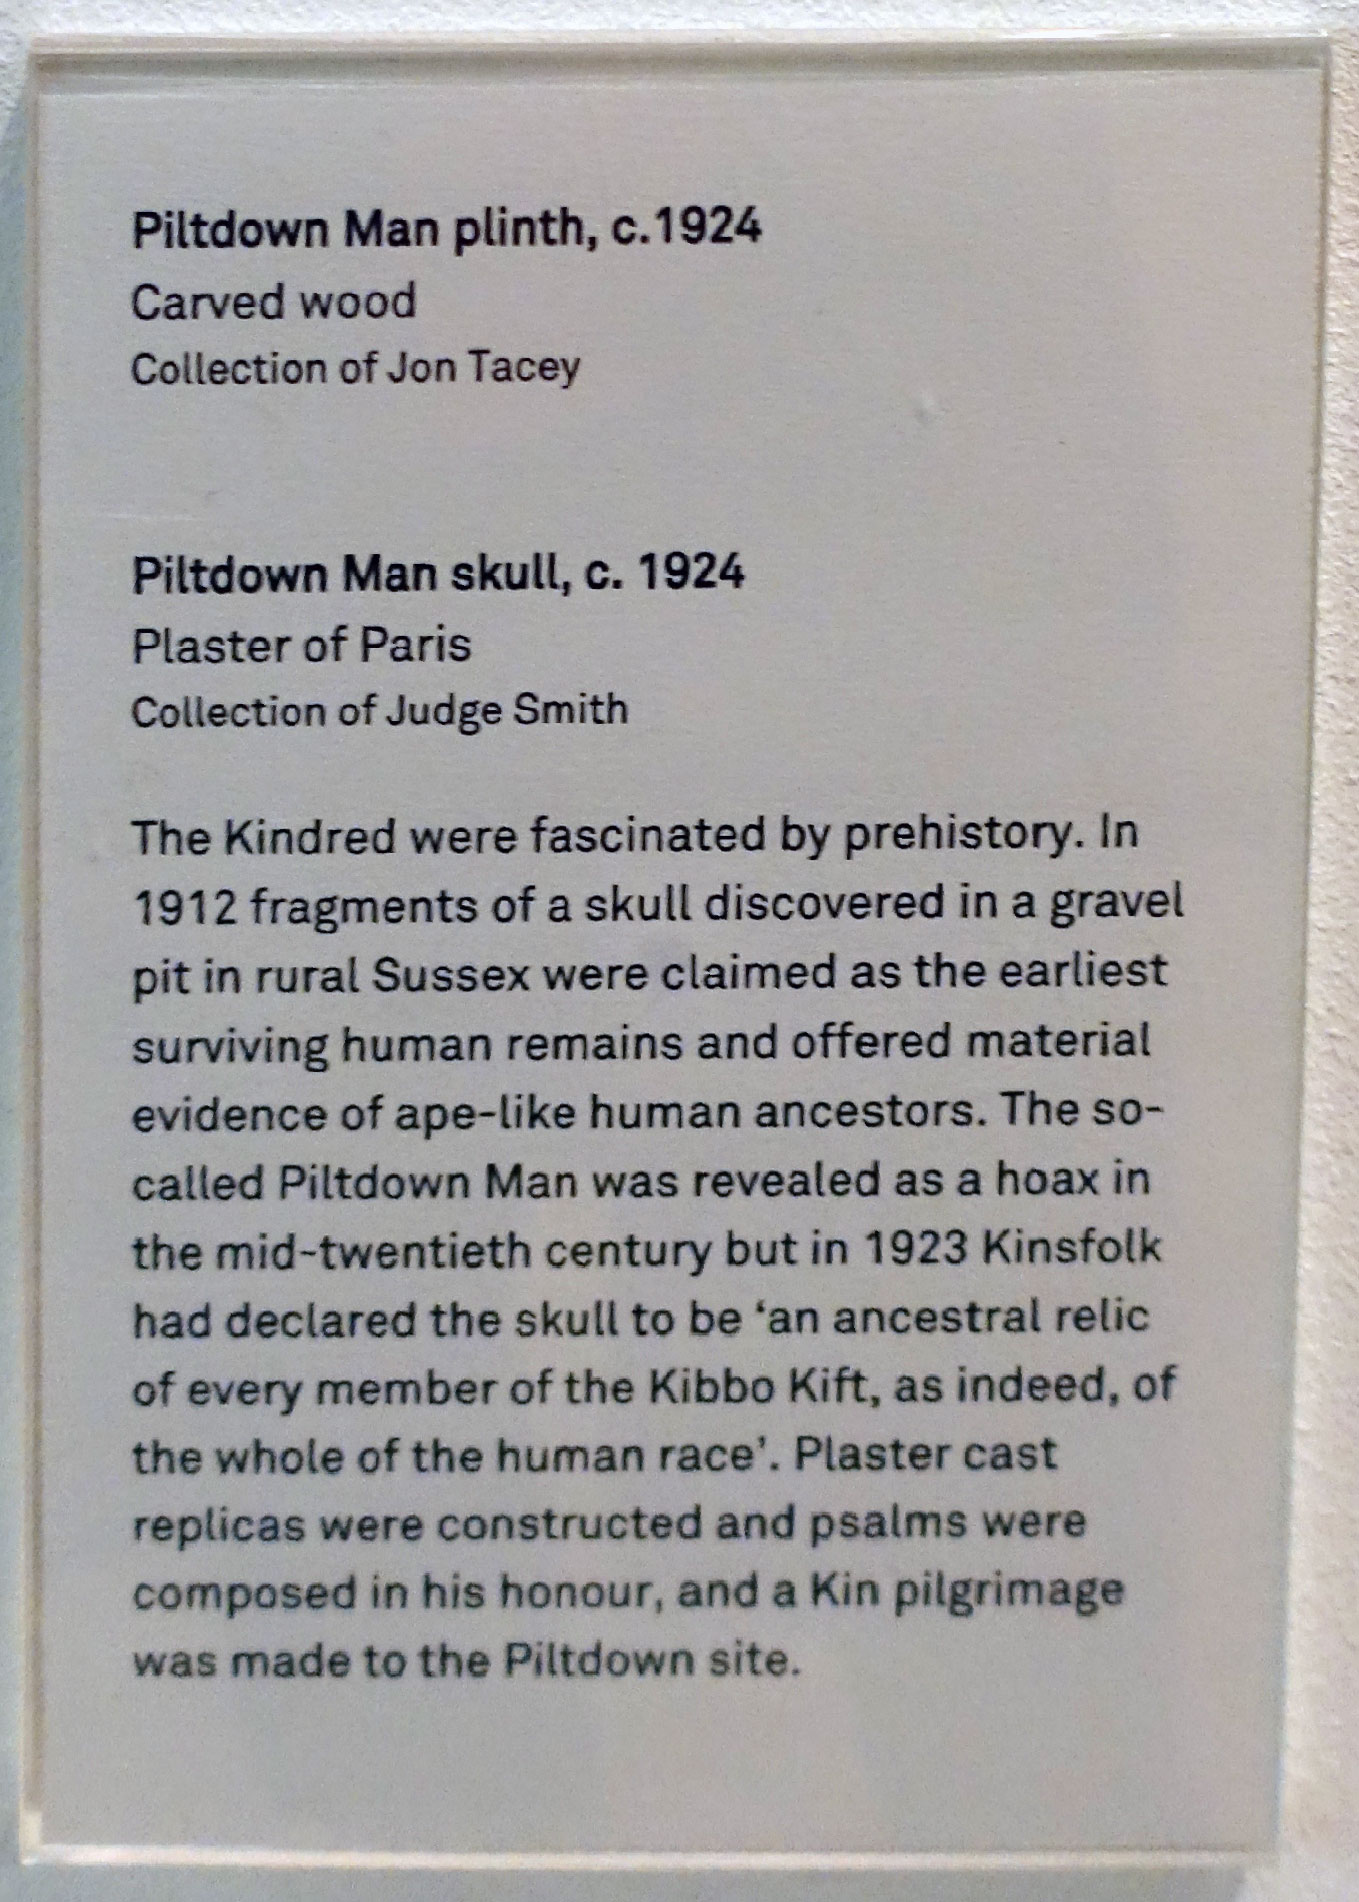 Piltdown Man plinth, c.1924
Carved wood
Collection of Jon Tacey
Piltdown Man skull, c. 1924
Plaster of Paris
Collection of Judge Smith
The Kindred were fascinated by prehistory. In
1912 fragments of a skull discovered in a gravel
pit in rural Sussex were claimed as the earliest
surviving human remains and offered material
evidence of ape-like human ancestors. The so-
called Piltdown Man was revealed as a hoax in
the mid-twentieth century but in 1923 Kinsfolk
had declared the skull to be ‘an ancestral relic
of every member of the Kibbo Kift, as indeed, of
the whole of the human race’. Plaster cast
replicas were constructed and psalms were
composed in his honour, and a Kin pilgrimage
was made to the Piltdown site.